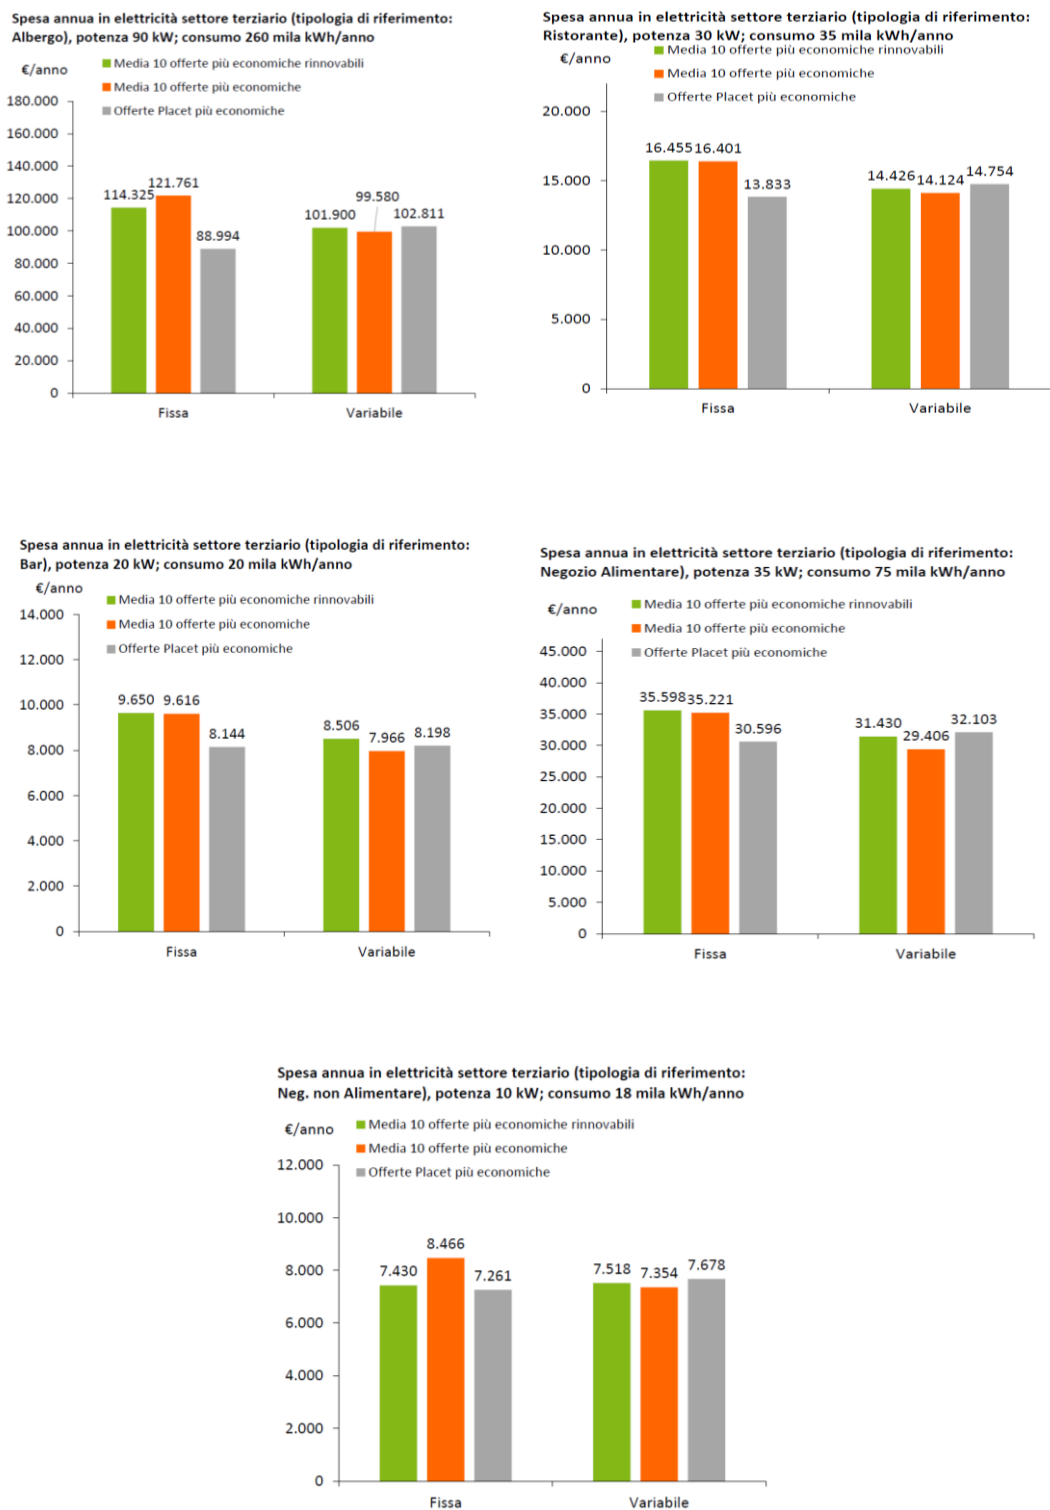 Spesa annua in elettricità settore terziario (tipologia di riferimento:
Albergo), potenza 90 kW; consumo 260 mila kWh/anno
€/anno
Media 10 offerte più economiche rinnovabili
Media 10 offerte più economiche
Offerte Placet più economiche
180.000
160.000
140.000
120.000
100.000
80.000
60.000
40.000
20.000
0
114.325
121.761
88.994
101.900
99.580
102.811
Fissa
Variabile
Spesa annua in elettricità settore terziario (tipologia di riferimento:
Ristorante), potenza 30 kW; consumo 35 mila kWh/anno
€/anno
Media 10 offerte più economiche rinnovabili
Media 10 offerte più economiche
Offerte Placet più economiche
20.000
15.000
10.000
5.000
0
16.455
16.401
13.833
14.426
14.124
14.754
Fissa
Variabile
Spesa annua in elettricità settore terziario (tipologia di riferimento:
Bar), potenza 20 kW; consumo 20 mila kWh/anno
€/anno
Media 10 offerte più economiche rinnovabili
Media 10 offerte più economiche
Offerte Placet più economiche
14.000
12.000
10.000
8.000
6.000
4.000
2.000
0
9.650
9.616
8.144
8.506
7.966
8.198
Fissa
Variabile
Spesa annua in elettricità settore terziario (tipologia di riferimento:
Negozio Alimentare), potenza 35 kW; consumo 75 mila kWh/anno
€/anno
Media 10 offerte più economiche rinnovabili
Media 10 offerte più economiche
Offerte Placet più economiche
45.000
40.000
35.000
30.000
25.000
20.000
15.000
10.000
5.000
0
35.598
35.221
30.596
31.430
29.406
32.103
Fissa
Variabile
Spesa annua in elettricità settore terziario (tipologia di riferimento:
Neg. non Alimentare), potenza 10 kW; consumo 18 mila kWh/anno
€/anno
Media 10 offerte più economiche rinnovabili
Media 10 offerte più economiche
Offerte Placet più economiche
12.000
10.000
8.000
6.000
4.000
2.000
0
7.430
8.466
7.261
7.518
7.354
7.678
Fissa
Variabile